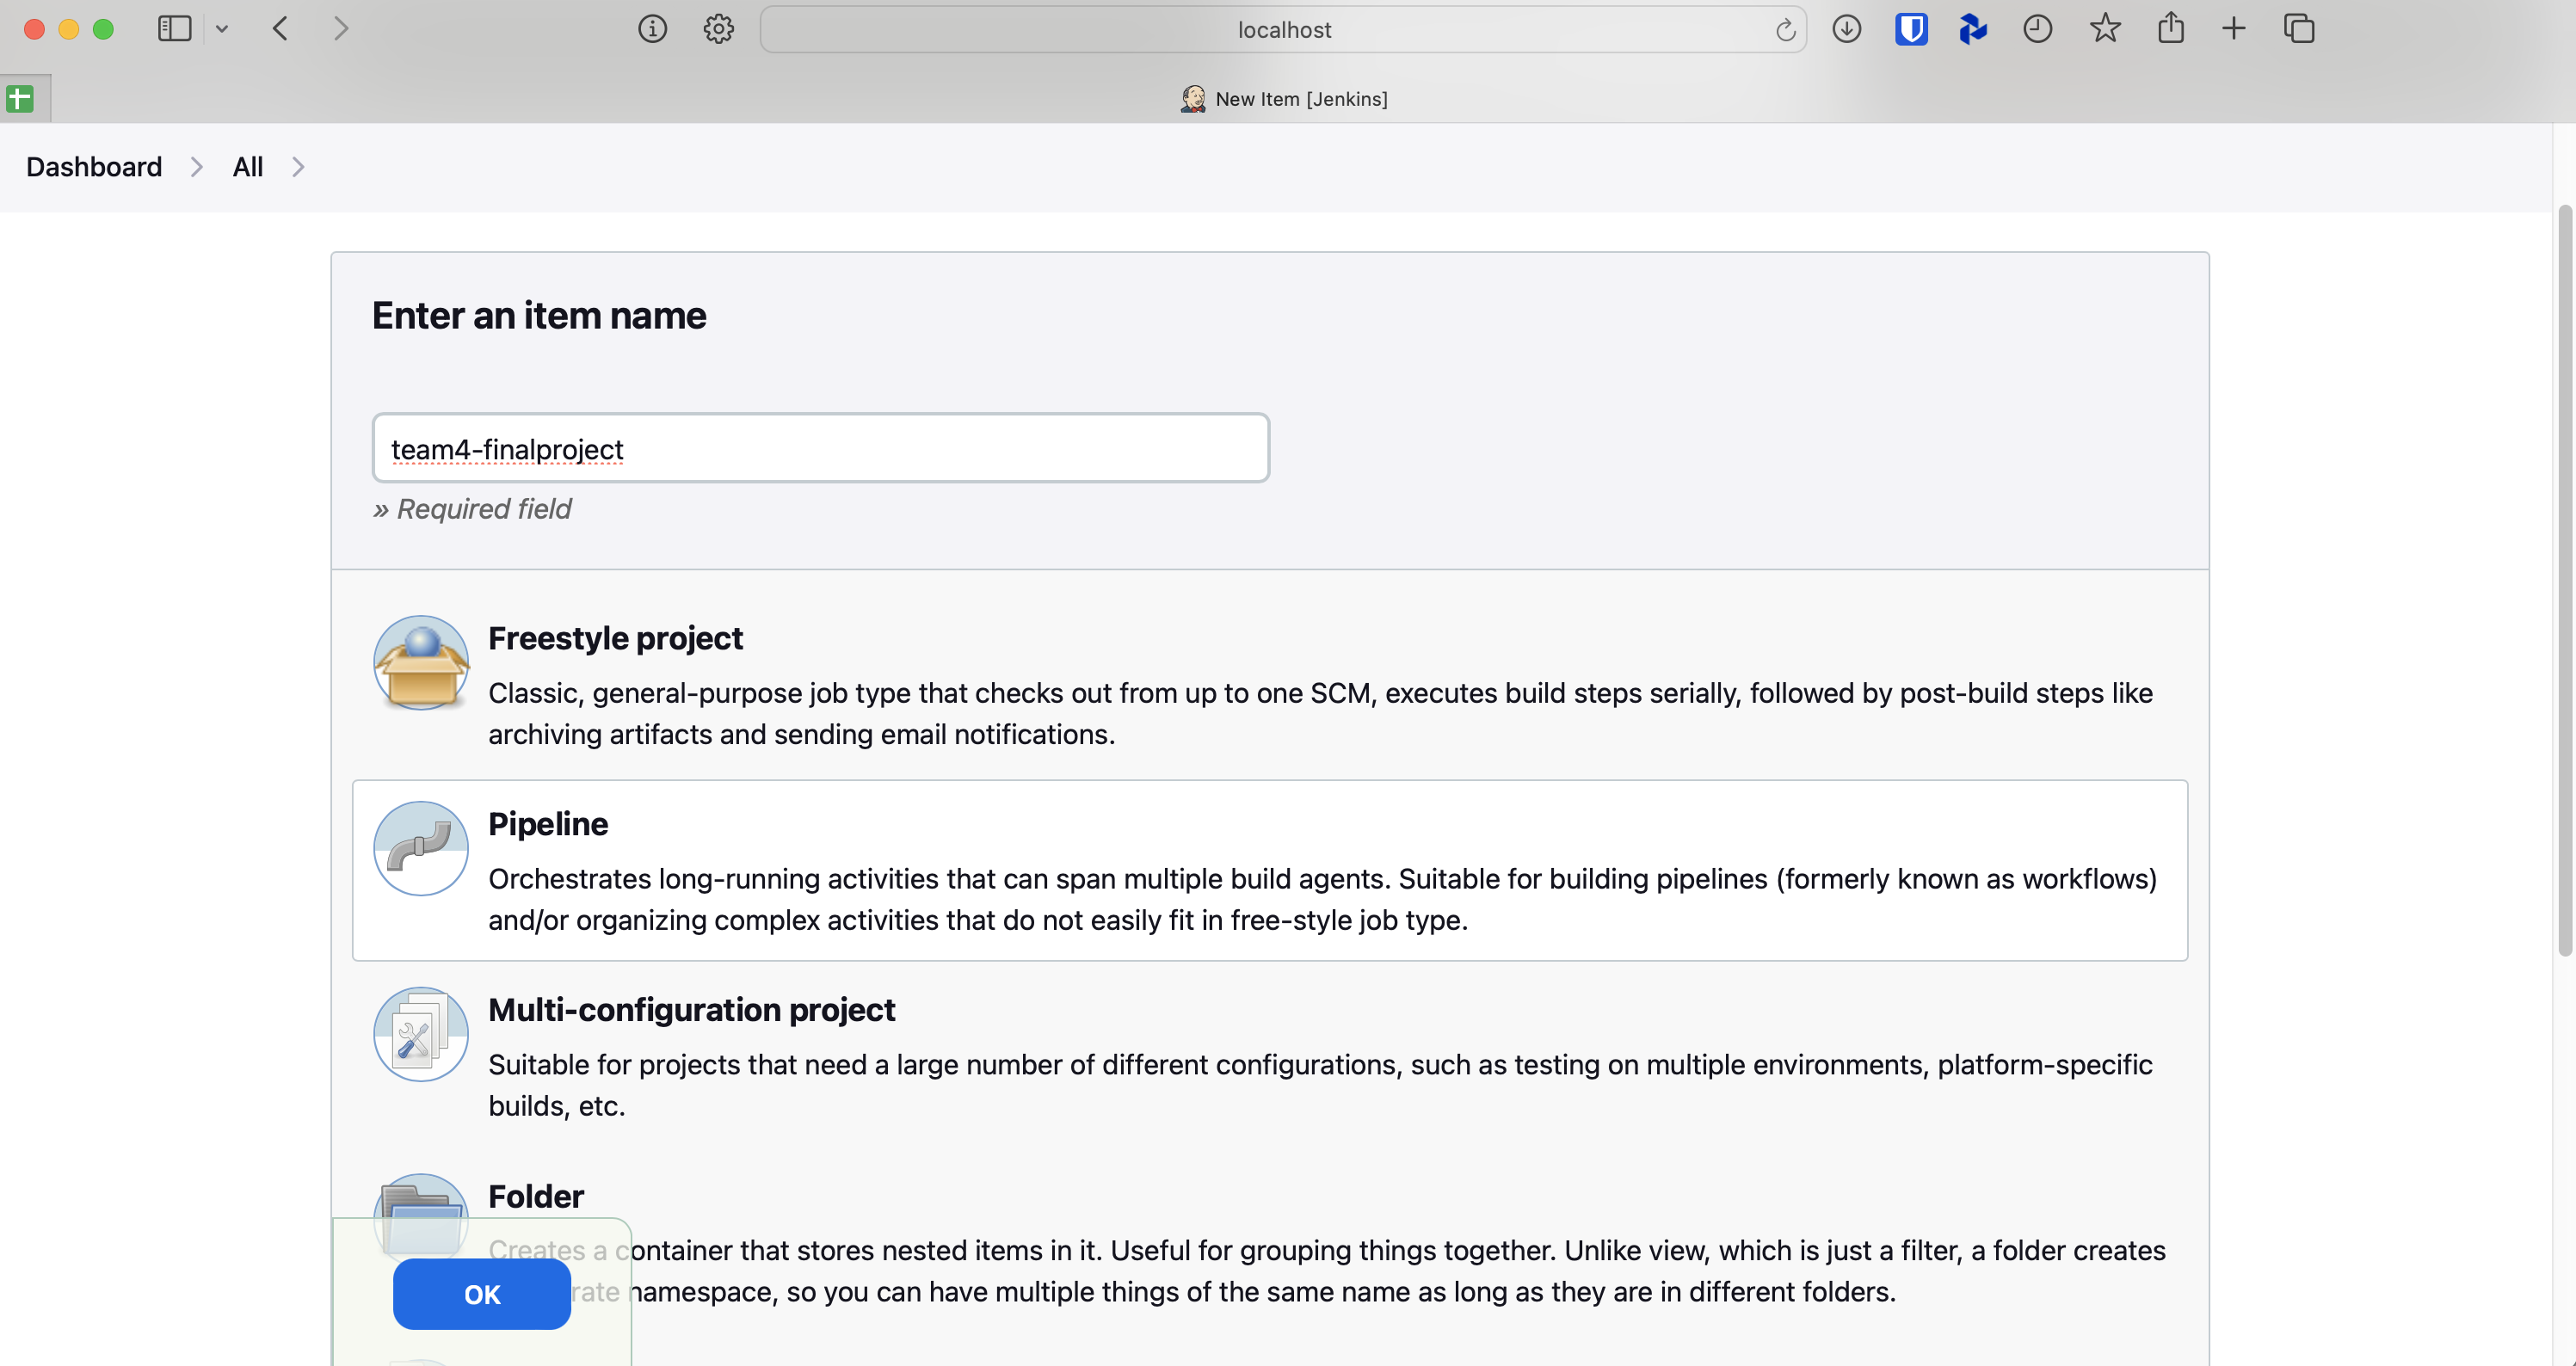 localhost
New Item [Jenkins]
Dashboard
All
Enter an item name
team4-finalproject
» Required field
Freestyle project
Classic, general-purpose job type that checks out from up to one SCM, executes build steps serially, followed by post-build steps like
archiving artifacts and sending email notifications.
Pipeline
Orchestrates long-running activities that can span multiple build agents. Suitable for building pipelines (formerly known as workflows)
and/or organizing complex activities that do not easily fit in free-style job type.
Multi-configuration project
Suitable for projects that need a large number of different configurations, such as testing on multiple environments, platform-specific
builds, etc.
Folder
Creates a container that stores nested items in it. Useful for grouping things together. Unlike view, which is just a filter, a folder creates
namespace, so you can have multiple things of the same name as long as they are in different folders.
OK